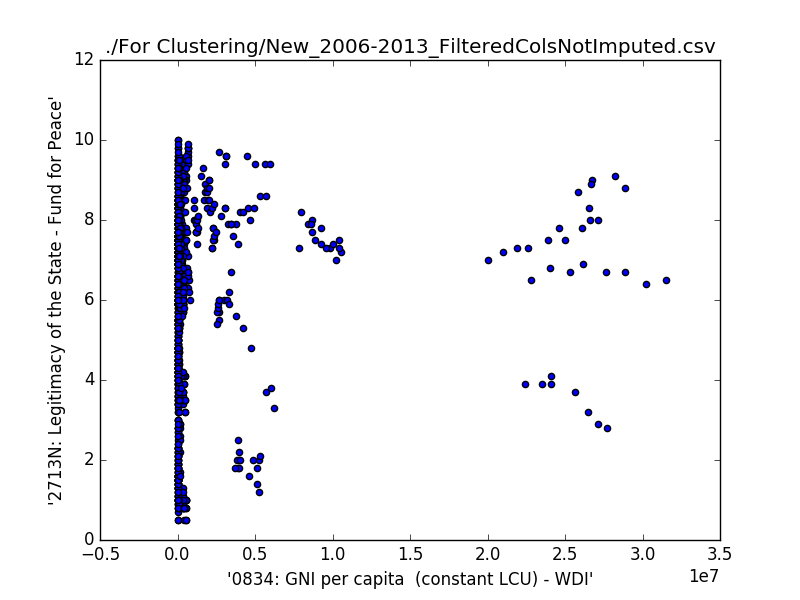 ./For Clustering/New_2006-2013_FilteredColsNotImputed.csv
12
10
8
6
4
2
0
'2713N: Legitimacy of the State - Fund for Peace'
−0.5 0.0 0.5 1.0 1.5 2.0 2.5 3.0 3.5
1e7
'0834: GNI per capita  (constant LCU) - WDI'